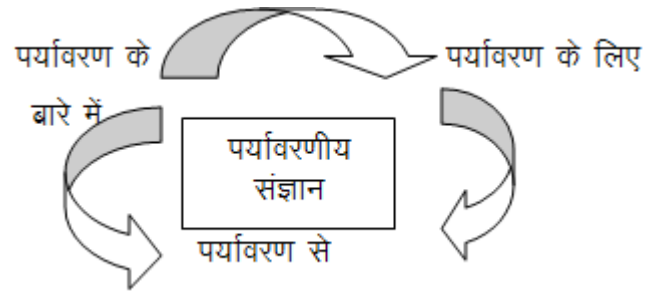 पर्यावरण के
बारे में
पर्यावरण के लिए
पर्यावरणीय
संज्ञान
पर्यावरण से